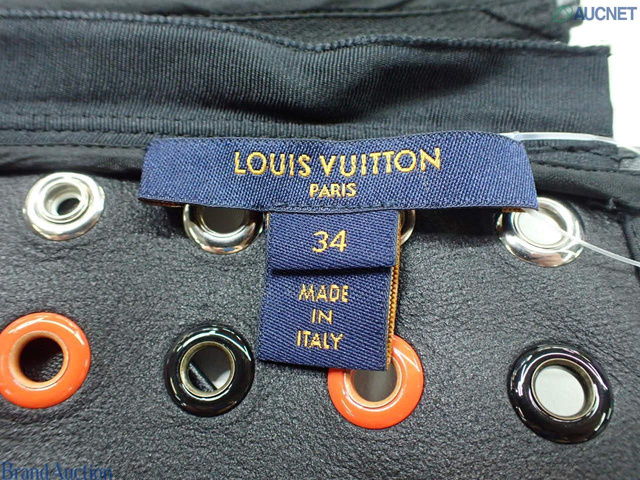 AUCNET
LOUIS VUITTON
PARIS
34
MADE
IN
ITALY
Brand Auction